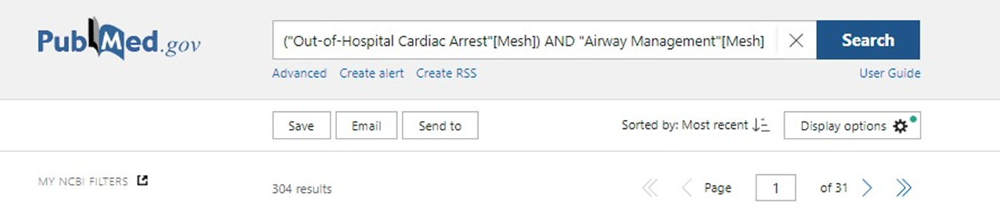 PubMed.gov
("Out-of-Hospital Cardiac Arrest"[Mesh]) AND "Airway Management"[Mesh] Search
Advanced Create alert Create RSS User Guide
Save Email Send to Sorted by: Most recent Display options
MY NCBI FILTERS 304 results Page 1 of 31